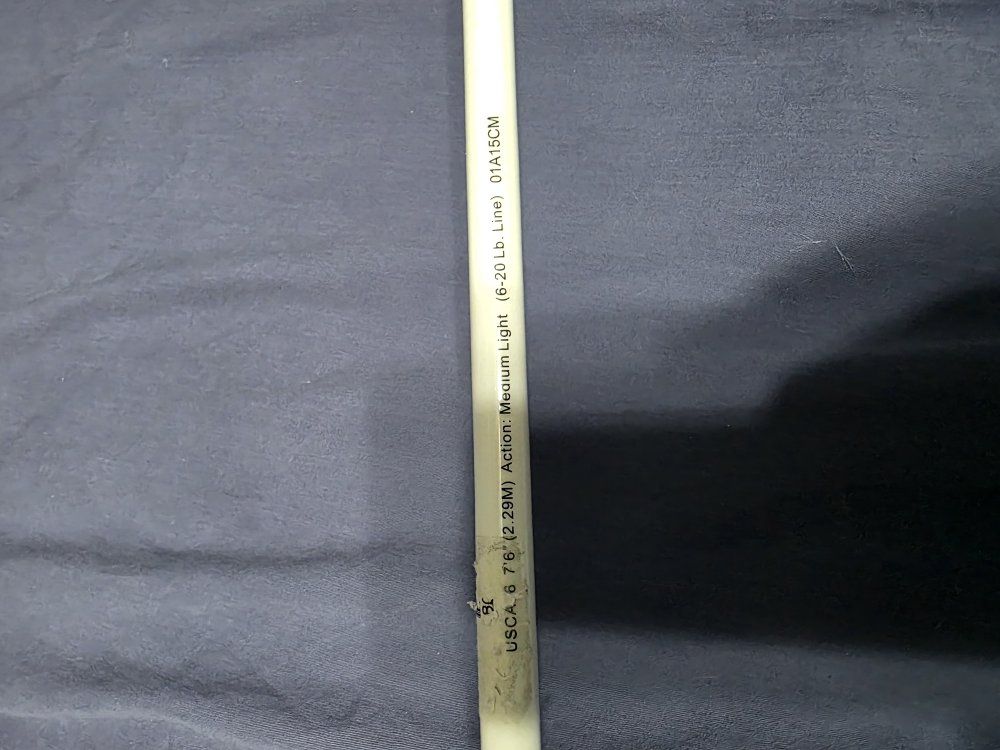 USCA 6 7'6" (2.29M) Action: Medium Light (6-20 Lb. Line) 01A15CM